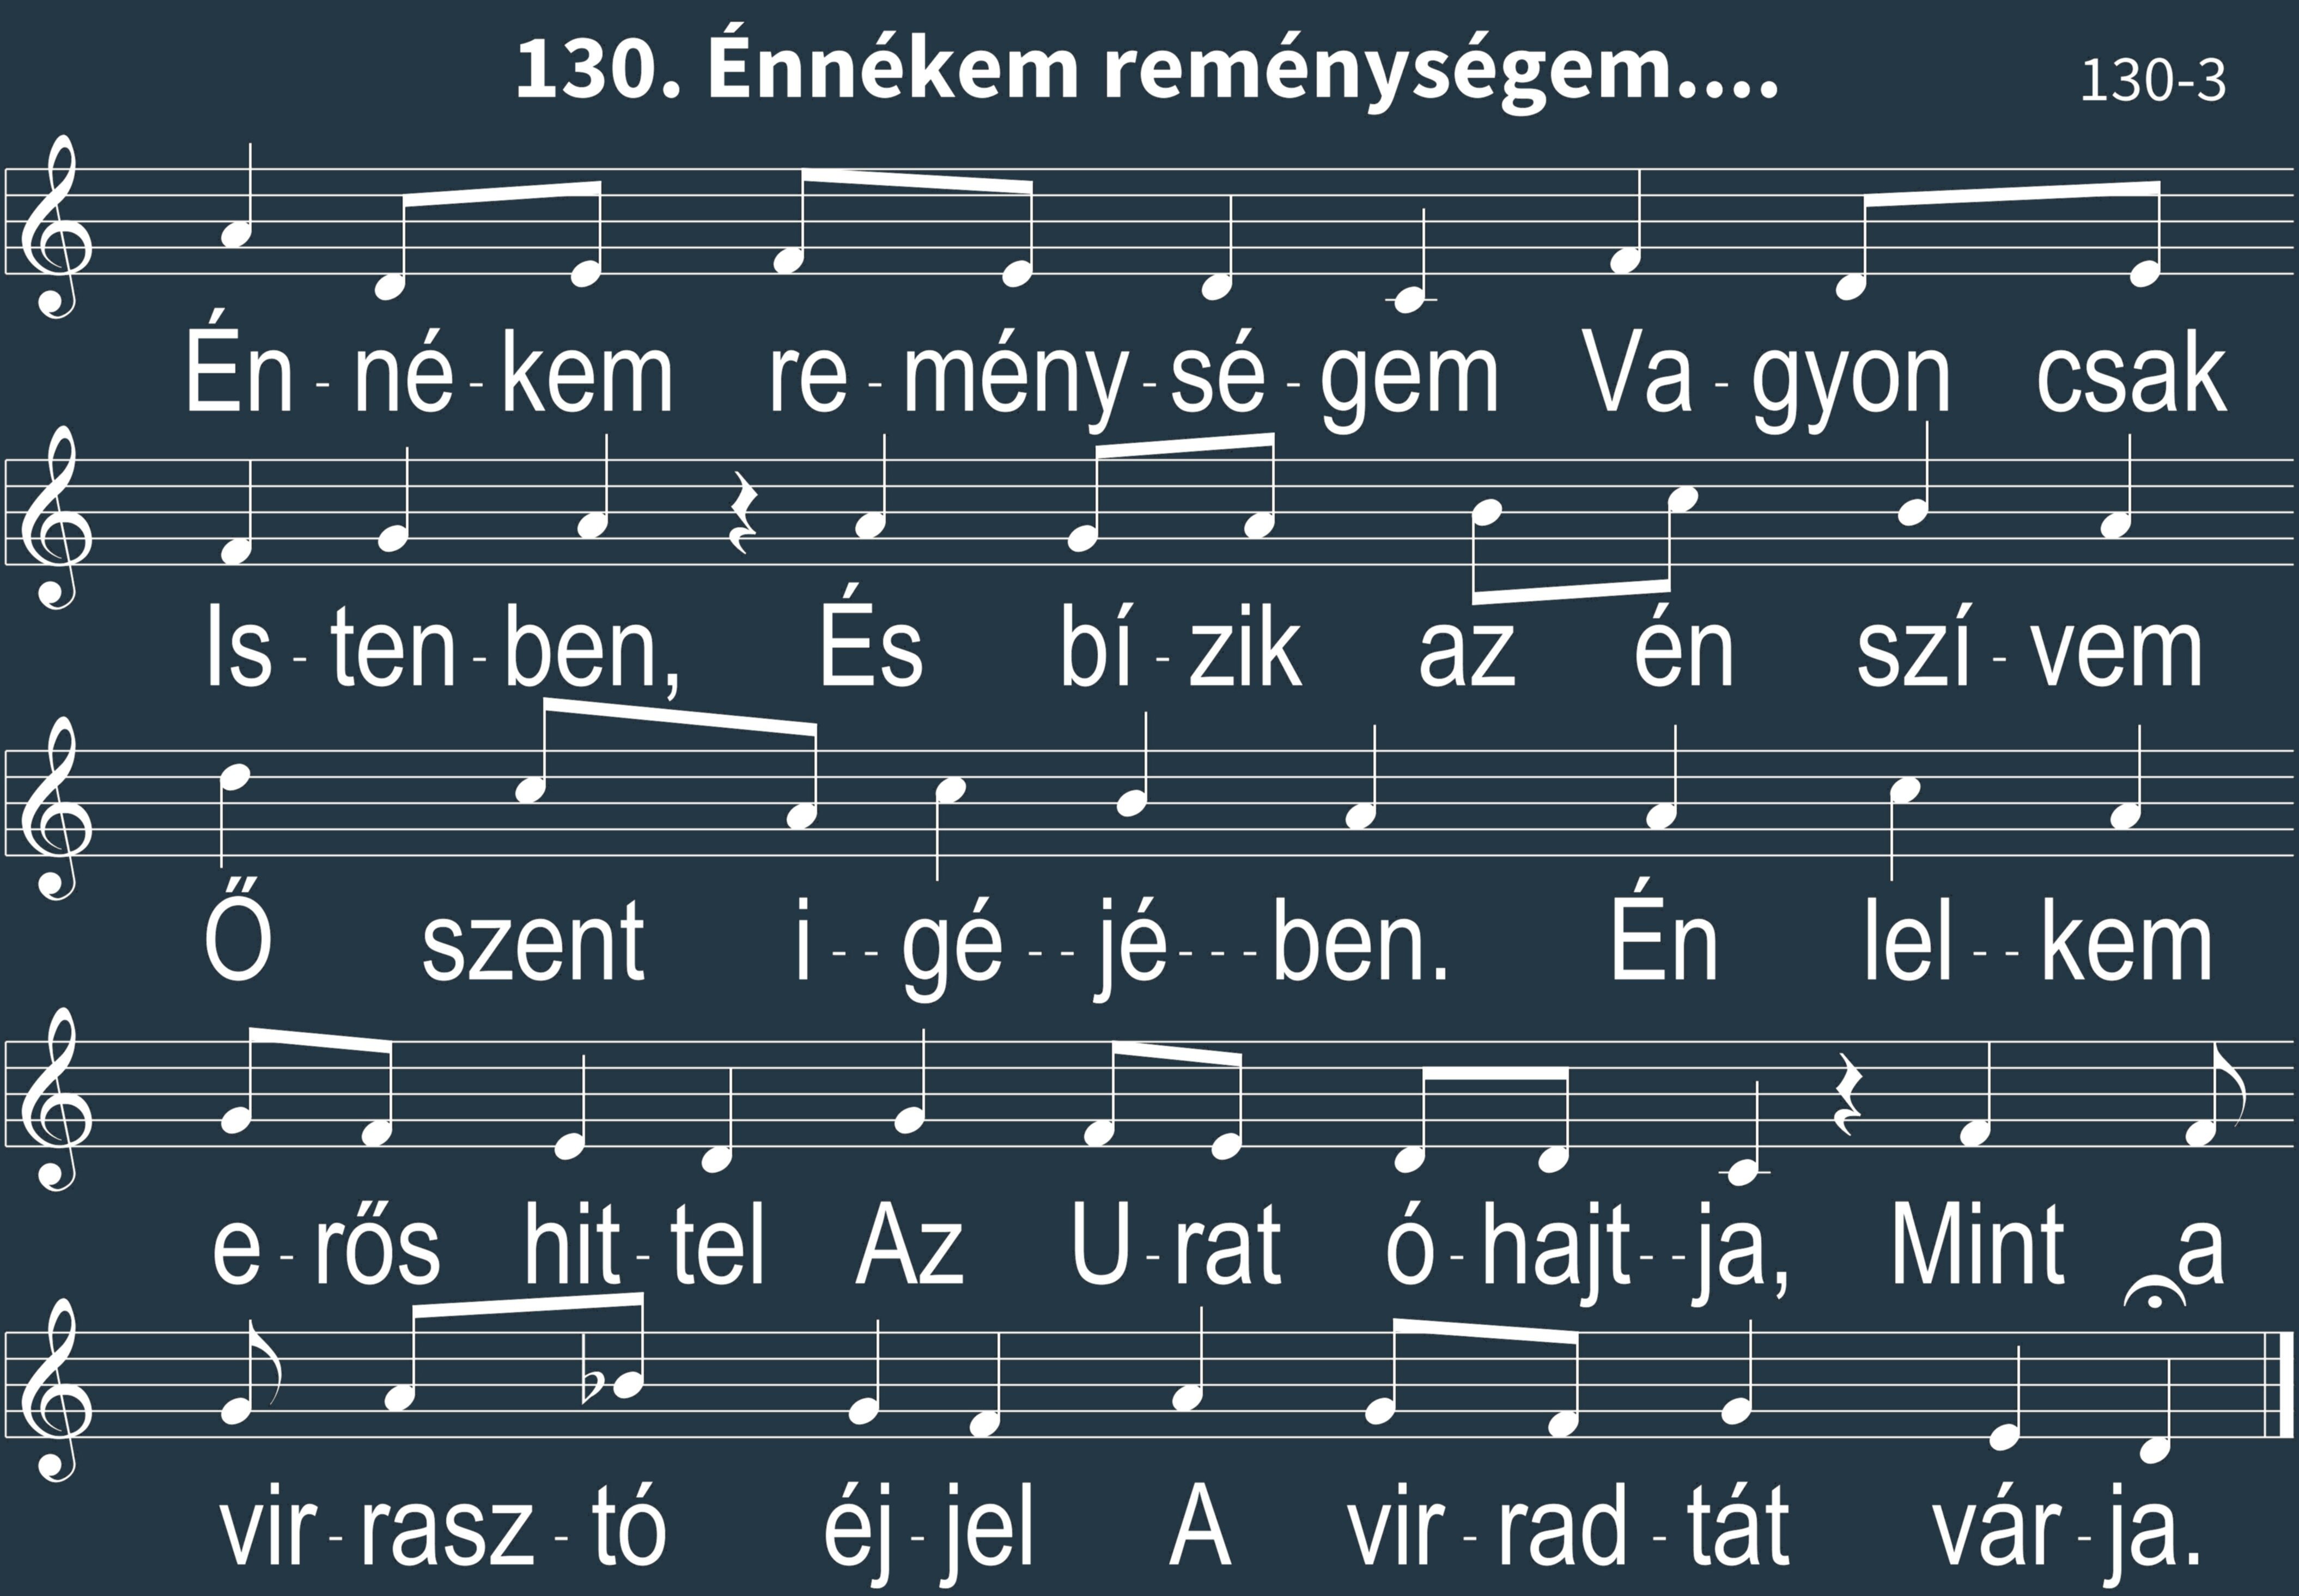 130. Énnékem reménységem....
130-3
Én-né-kem re-mény-sé-gem Va-gyon csak
Is-ten-ben, És bí-zik az én szí-vem
Ő szent i--gé--jé---ben. Én lel--kem
e-rős hit-tel Az U-rat ó-hajt--ja, Mint a
vir-rasz-tó éj-jel A vir-rad-tát vár-ja.